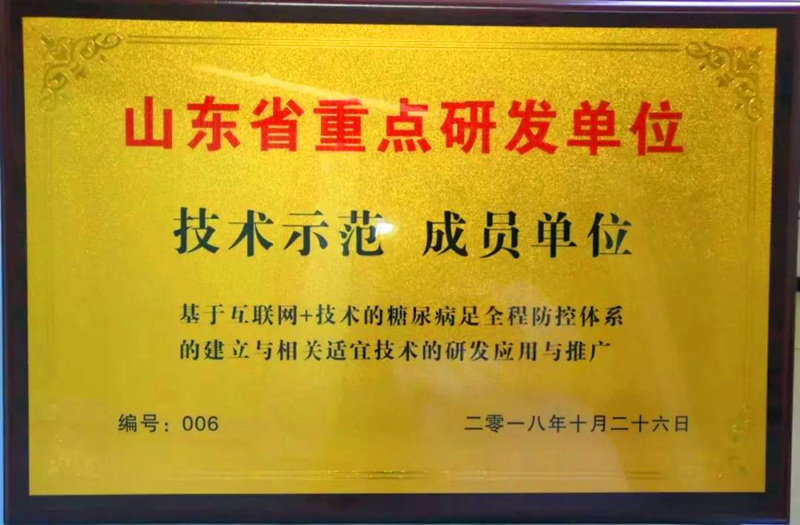 山东省重点研发单位
技术示范 成员单位
基于互联网+技术的糖尿病足全程防控体系
的建立与相关适宜技术的研发应用与推广
编号：006 二零一八年十月二十六日